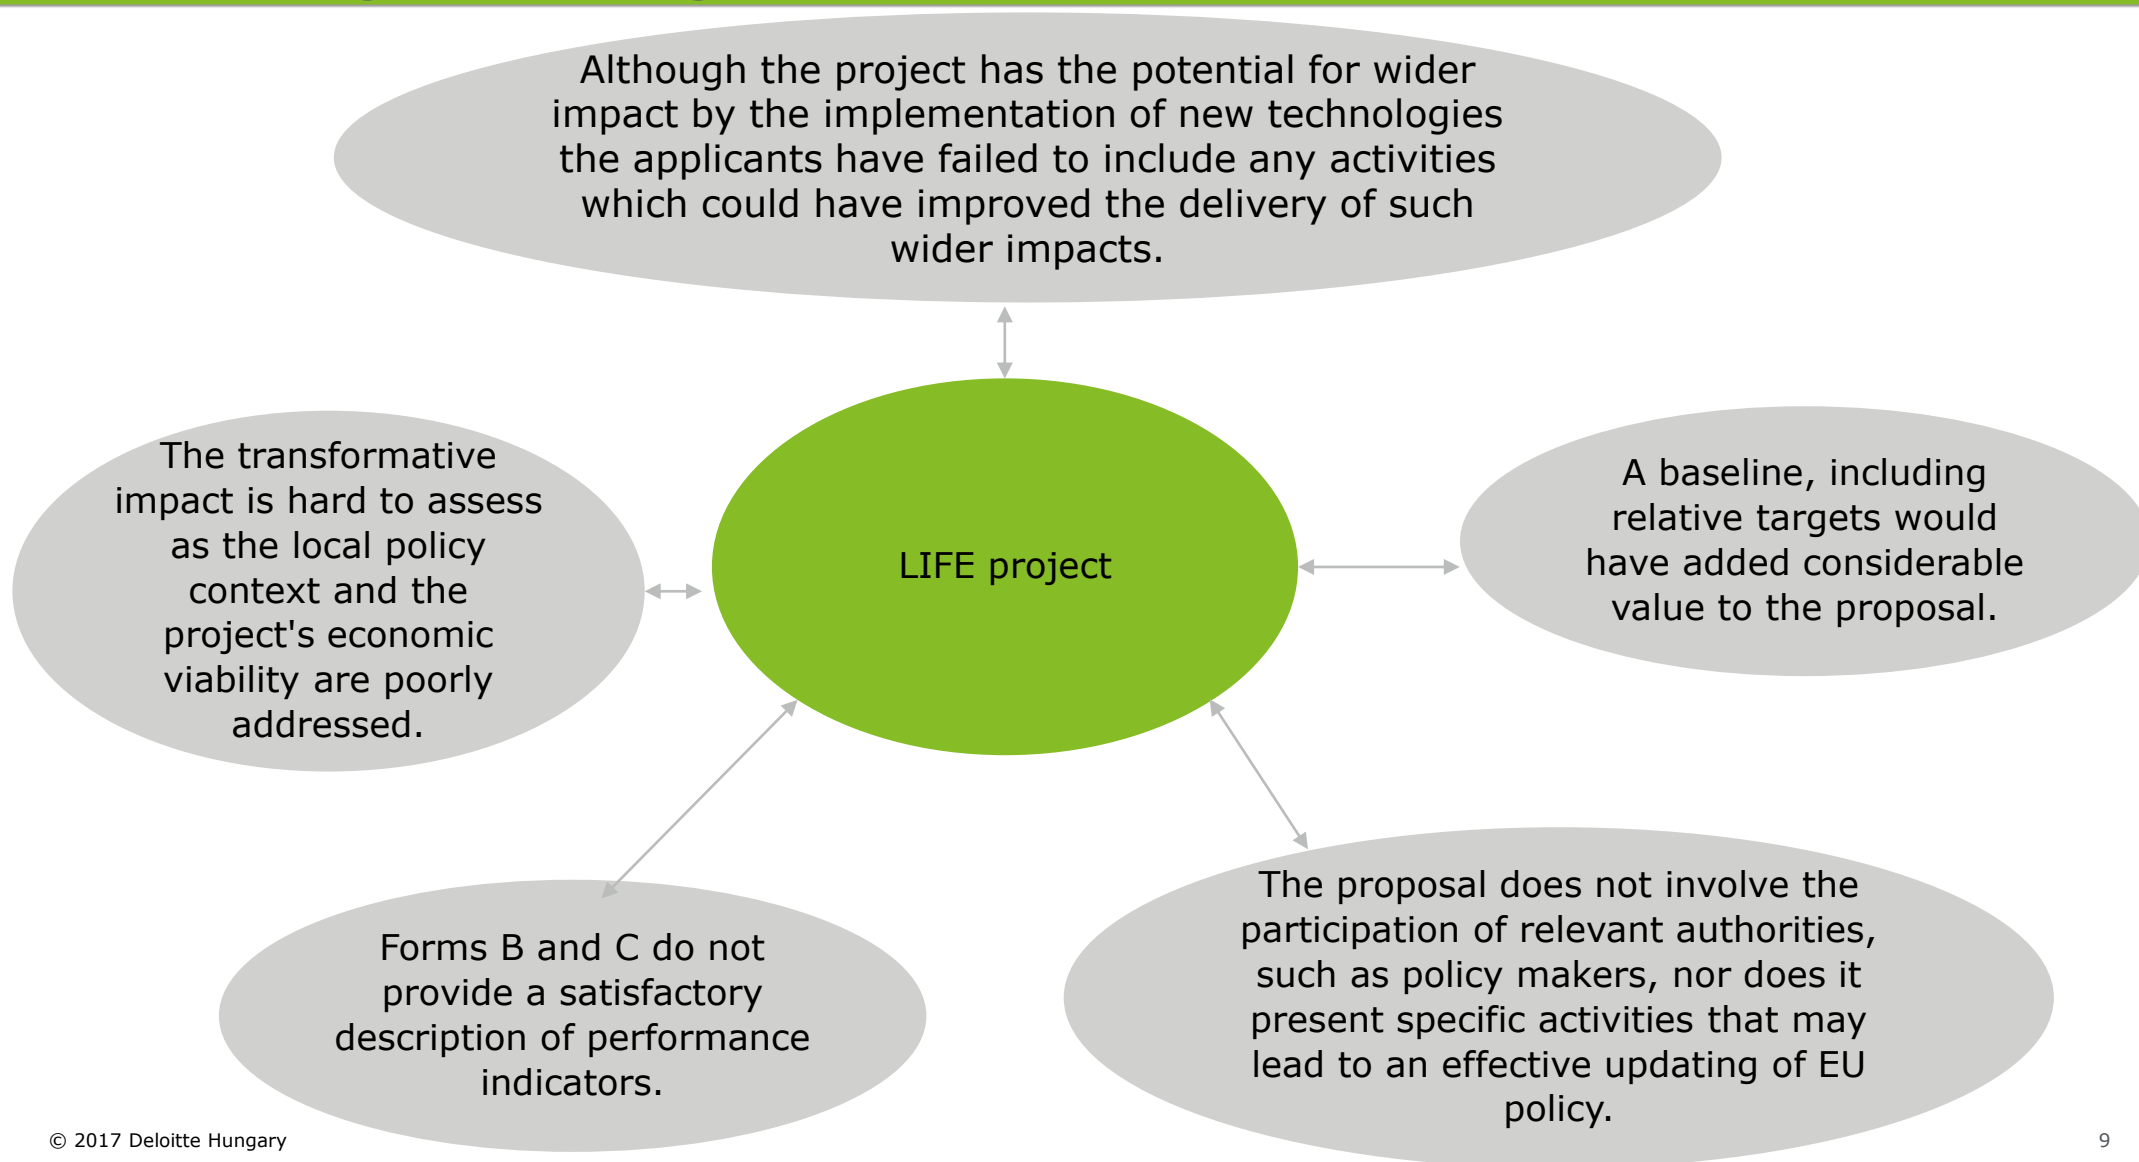 Although the project has the potential for wider
impact by the implementation of new technologies
the applicants have failed to include any activities
which could have improved the delivery of such
wider impacts.
The transformative
impact is hard to assess
as the local policy
context and the
project's economic
viability are poorly
addressed.
LIFE project
A baseline, including
relative targets would
have added considerable
value to the proposal.
Forms B and C do not
provide a satisfactory
description of performance
indicators.
The proposal does not involve the
participation of relevant authorities,
such as policy makers, nor does it
present specific activities that may
lead to an effective updating of EU
policy.
© 2017 Deloitte Hungary
9